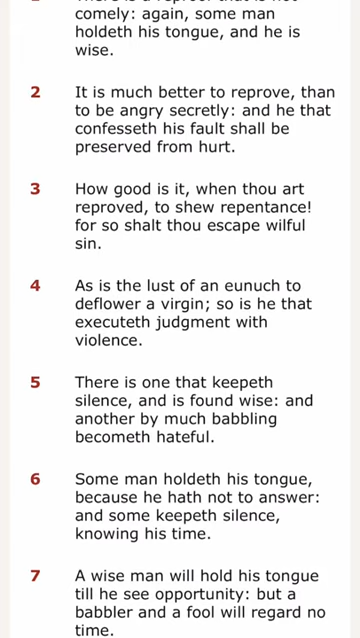 comely: again, some man
holdeth his tongue, and he is
wise.
2 It is much better to reprove, than
to be angry secretly: and he that
confesseth his fault shall be
preserved from hurt.
3 How good is it, when thou art
reproved, to shew repentance!
for so shalt thou escape wilful
sin.
4 As is the lust of an eunuch to
deflower a virgin; so is he that
executeth judgment with
violence.
5 There is one that keepeth
silence, and is found wise: and
another by much babbling
becometh hateful.
6 Some man holdeth his tongue,
because he hath not to answer:
and some keepeth silence,
knowing his time.
7 A wise man will hold his tongue
till he see opportunity: but a
babbler and a fool will regard no
time.